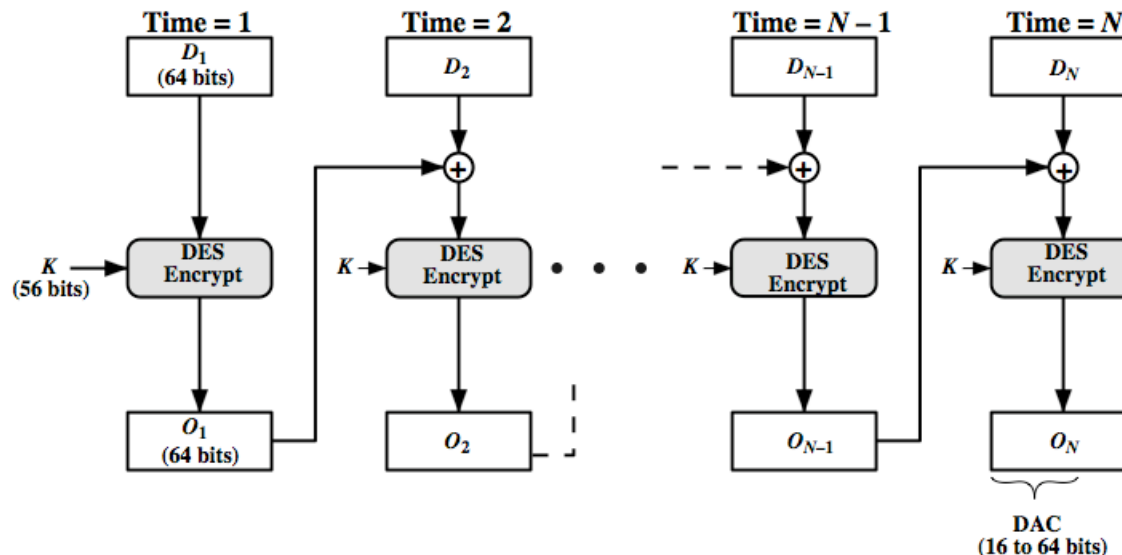 Time = 1
Time = 2
Time = N – 1
Time = N
D1
(64 bits)
D2
DN–1
DN
+
+
+
K
(56 bits)
DES
Encrypt
K
DES
Encrypt
• • •
K
DES
Encrypt
K
DES
Encrypt
O1
(64 bits)
O2
ON–1
ON
DAC
(16 to 64 bits)